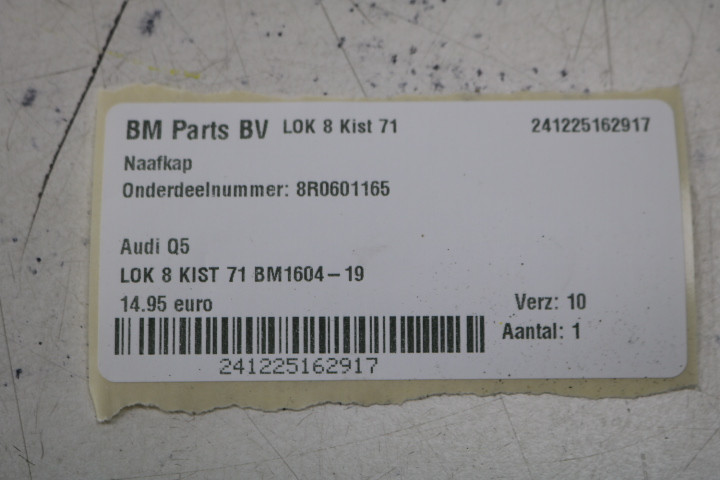 BM Parts BV LOK 8 Kist 71 241225162917
Naafkap
Onderdeelnummer: 8R0601165
Audi Q5
LOK 8 KIST 71 BM1604-19
14.95 euro Verz: 10
Aantal: 1
241225162917